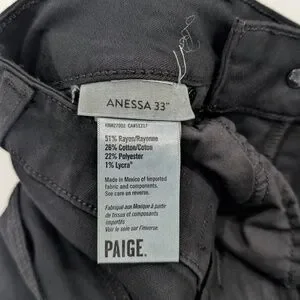 ANESSA 33"
51% Rayon/Rayonne
26% Cotton/Coton
22% Polyester
1% Lycra®
Made in Mexico of imported
fabric and components.
See care on reverse.
Fabriqué aux Mexique à partir
de tissus et composants
importés
Voir le soin sur l'inverse.
PAIGE.